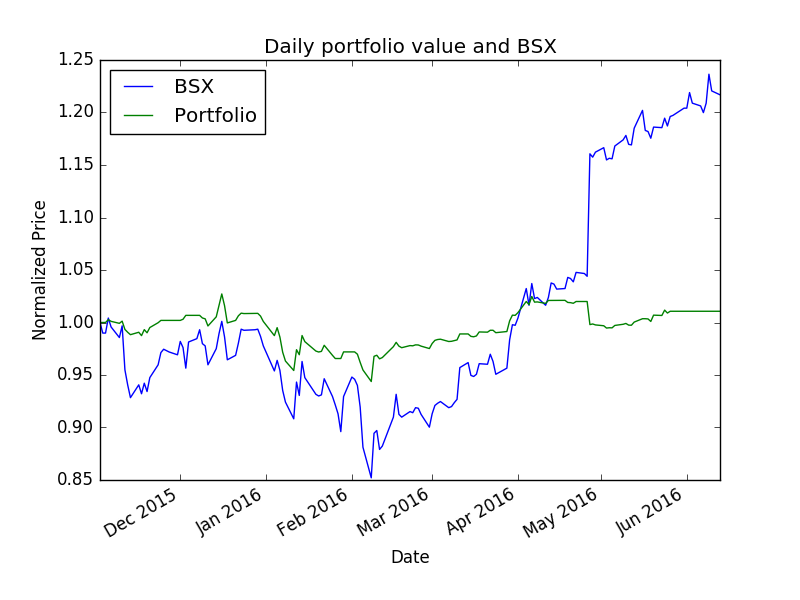 Daily portfolio value and BSX
BSX
Portfolio
1.25
1.20
1.15
1.10
1.05
1.00
0.95
0.90
0.85
Normalized Price
Dec 2015
Jan 2016
Feb 2016
Mar 2016
Apr 2016
May 2016
Jun 2016
Date